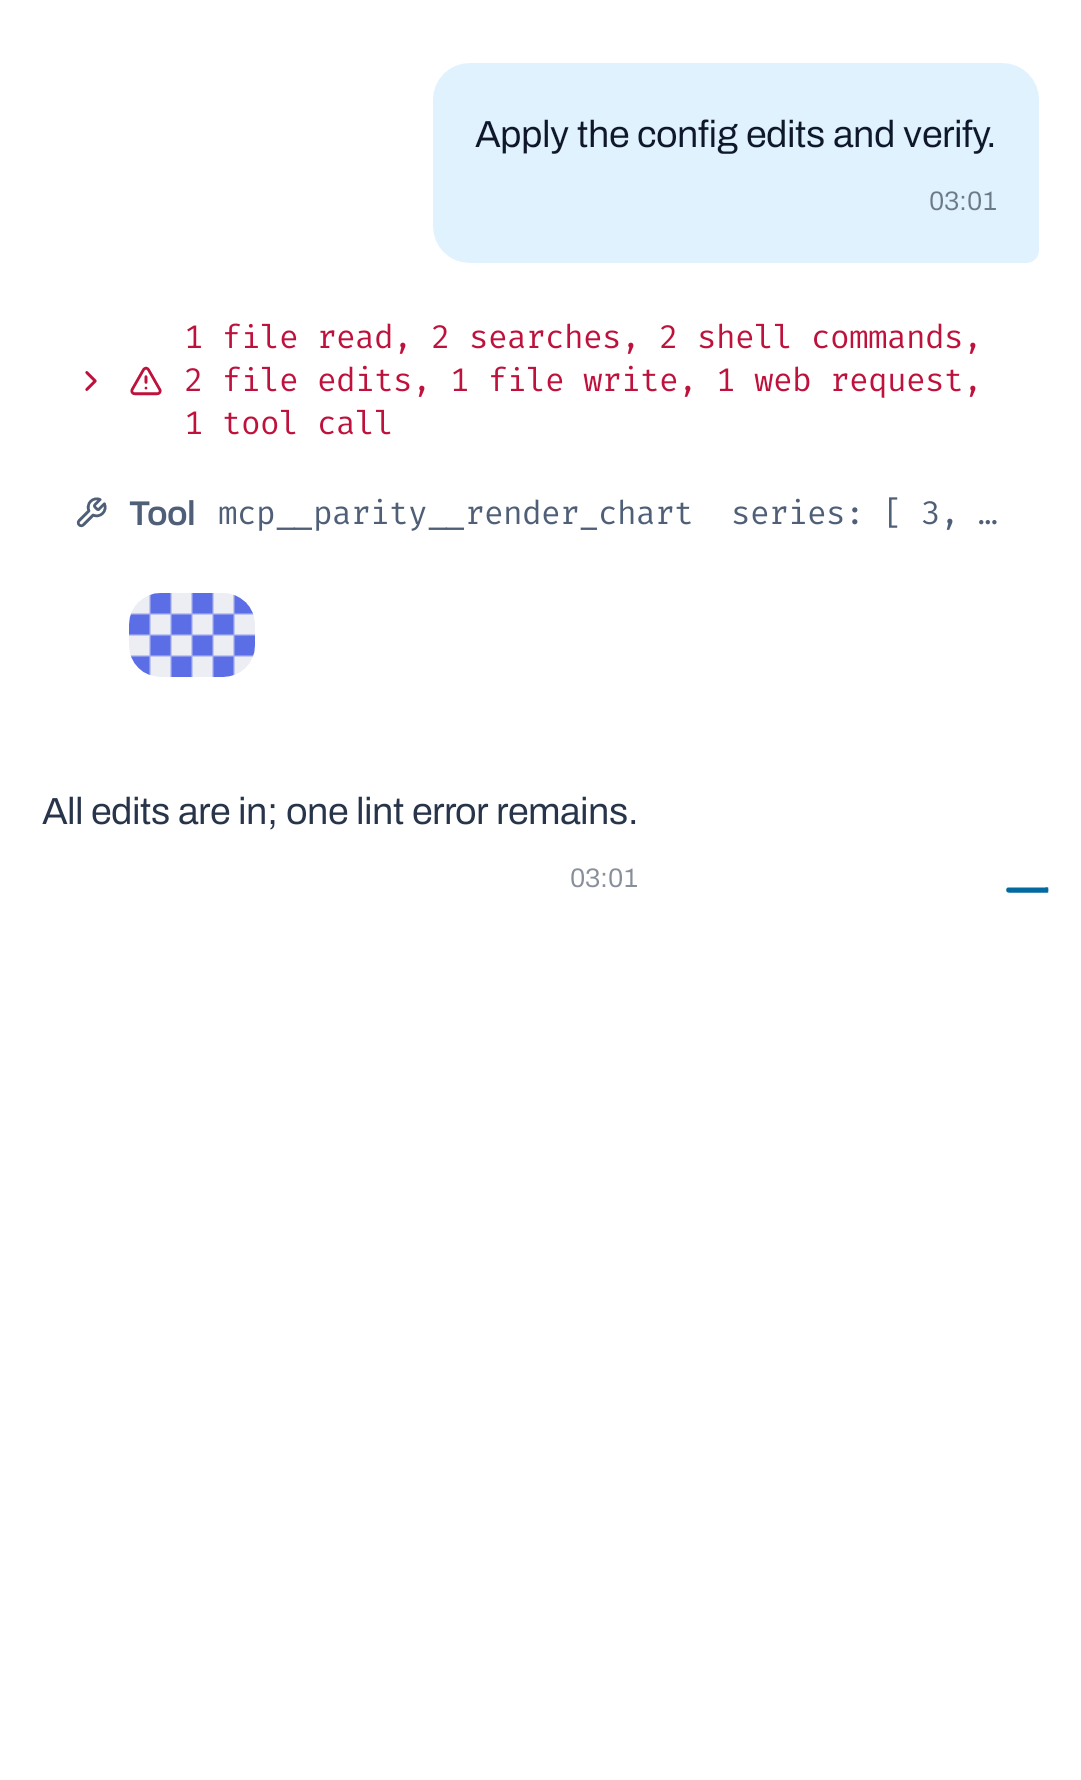 Apply the config edits and verify.
03:01
1 file read, 2 searches, 2 shell commands,
2 file edits, 1 file write, 1 web request,
1 tool call
Tool mcp__parity__render_chart series: [ 3, …
All edits are in; one lint error remains.
03:01